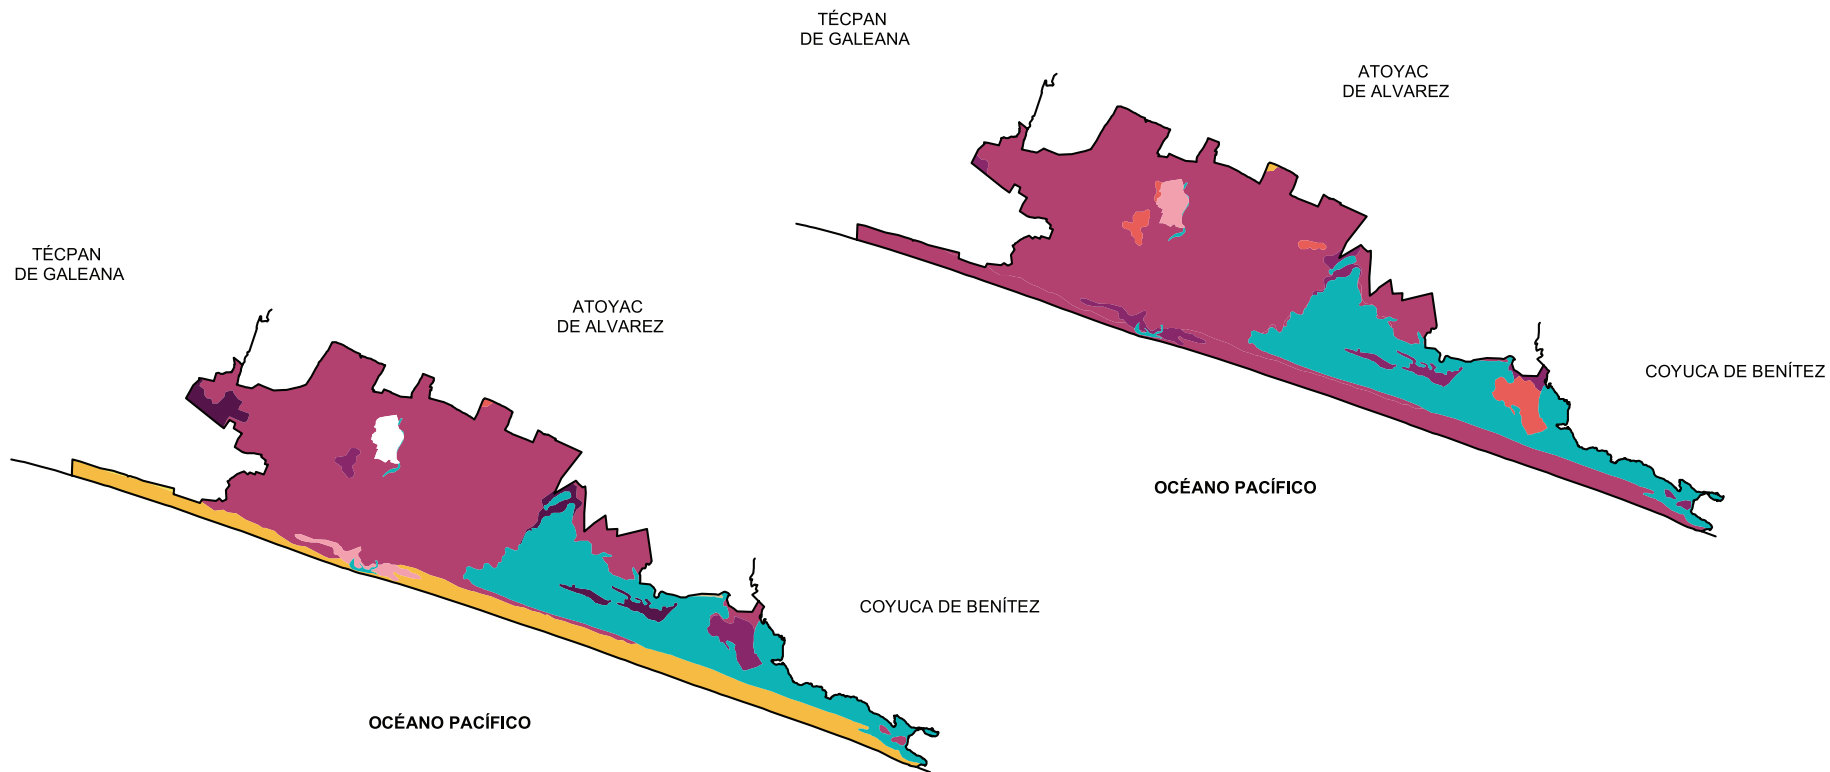 TÉCPAN
DE GALEANA
ATOYAC
DE ALVAREZ
COYUCA DE BENÍTEZ
OCÉANO PACÍFICO
TÉCPAN
DE GALEANA
ATOYAC
DE ALVAREZ
COYUCA DE BENÍTEZ
OCÉANO PACÍFICO